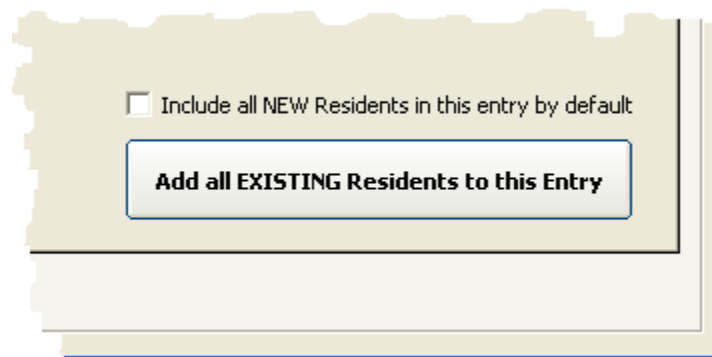 Include all NEW Residents in this entry by default
Add all EXISTING Residents to this Entry